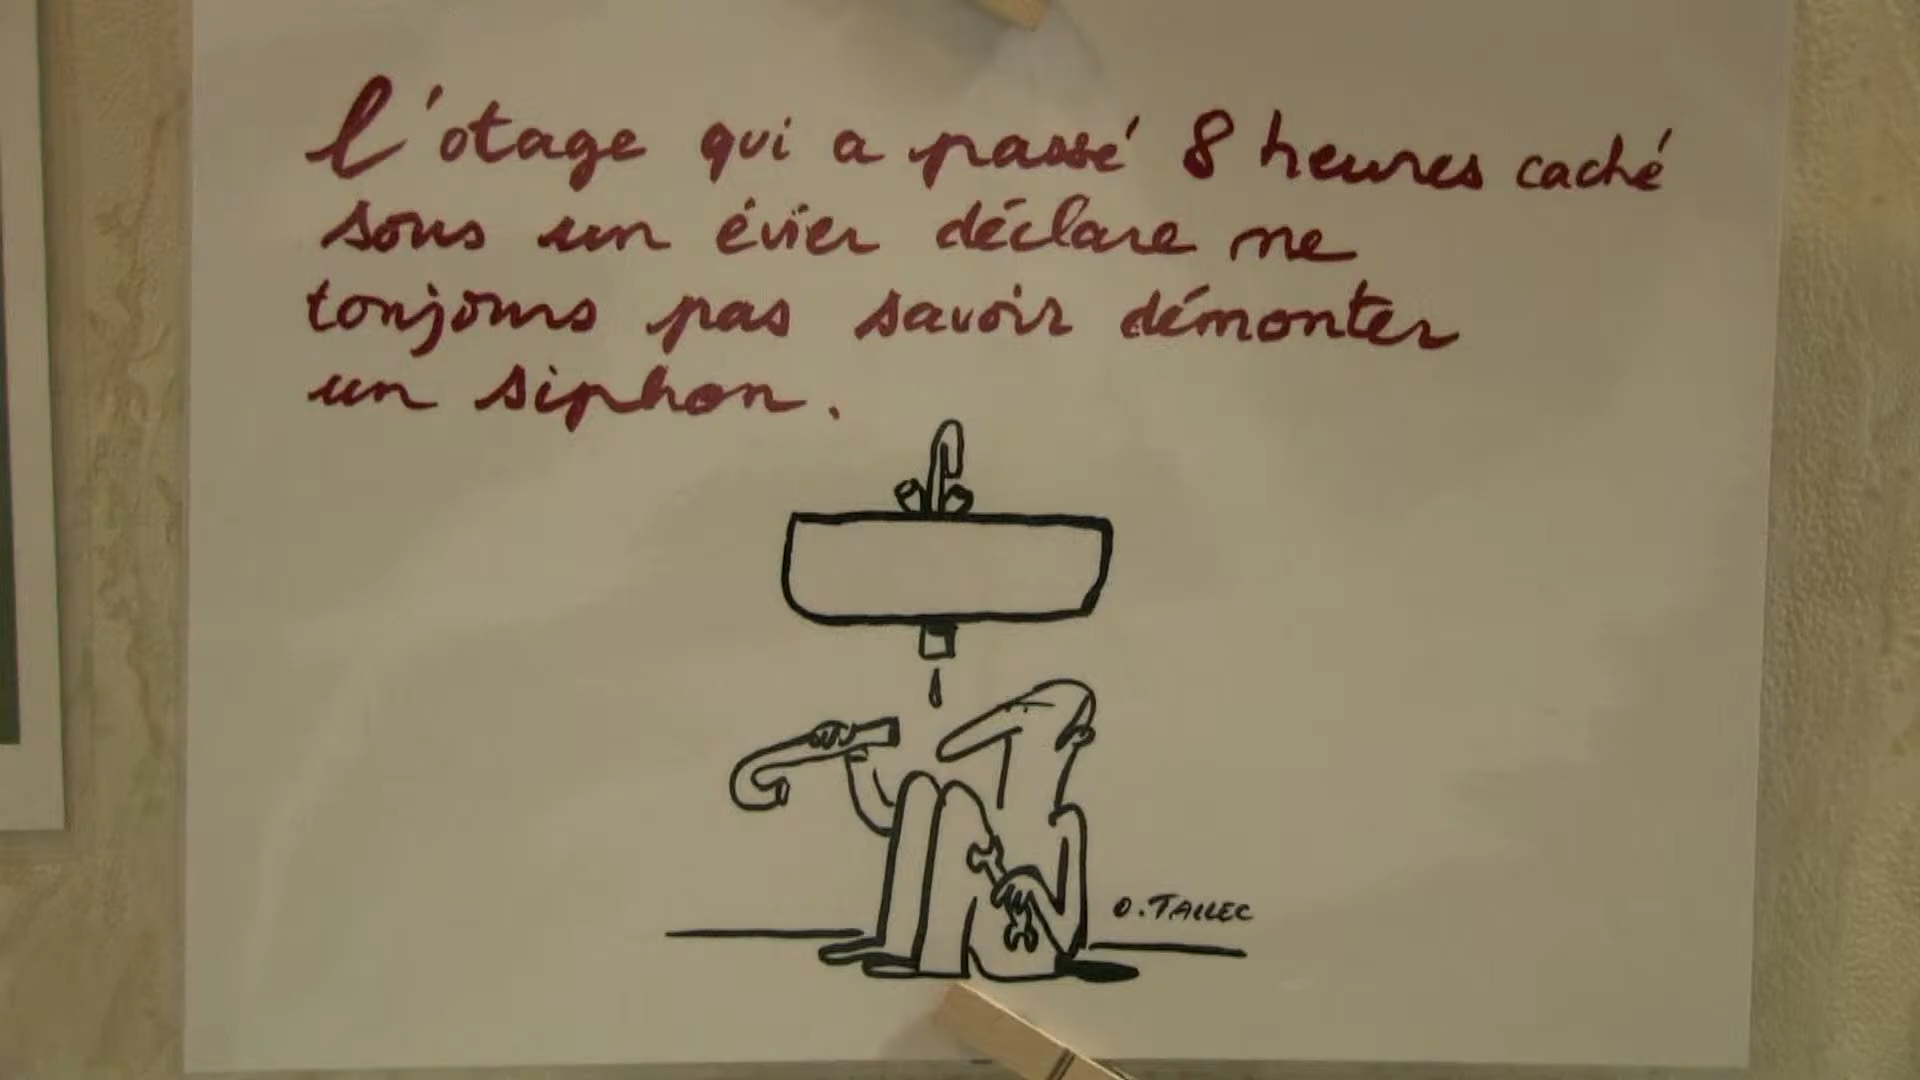 l'otage qui a passé 8 heures caché
sous un évier déclare ne
toujours pas savoir démonter
un siphon.
O. TALLEC